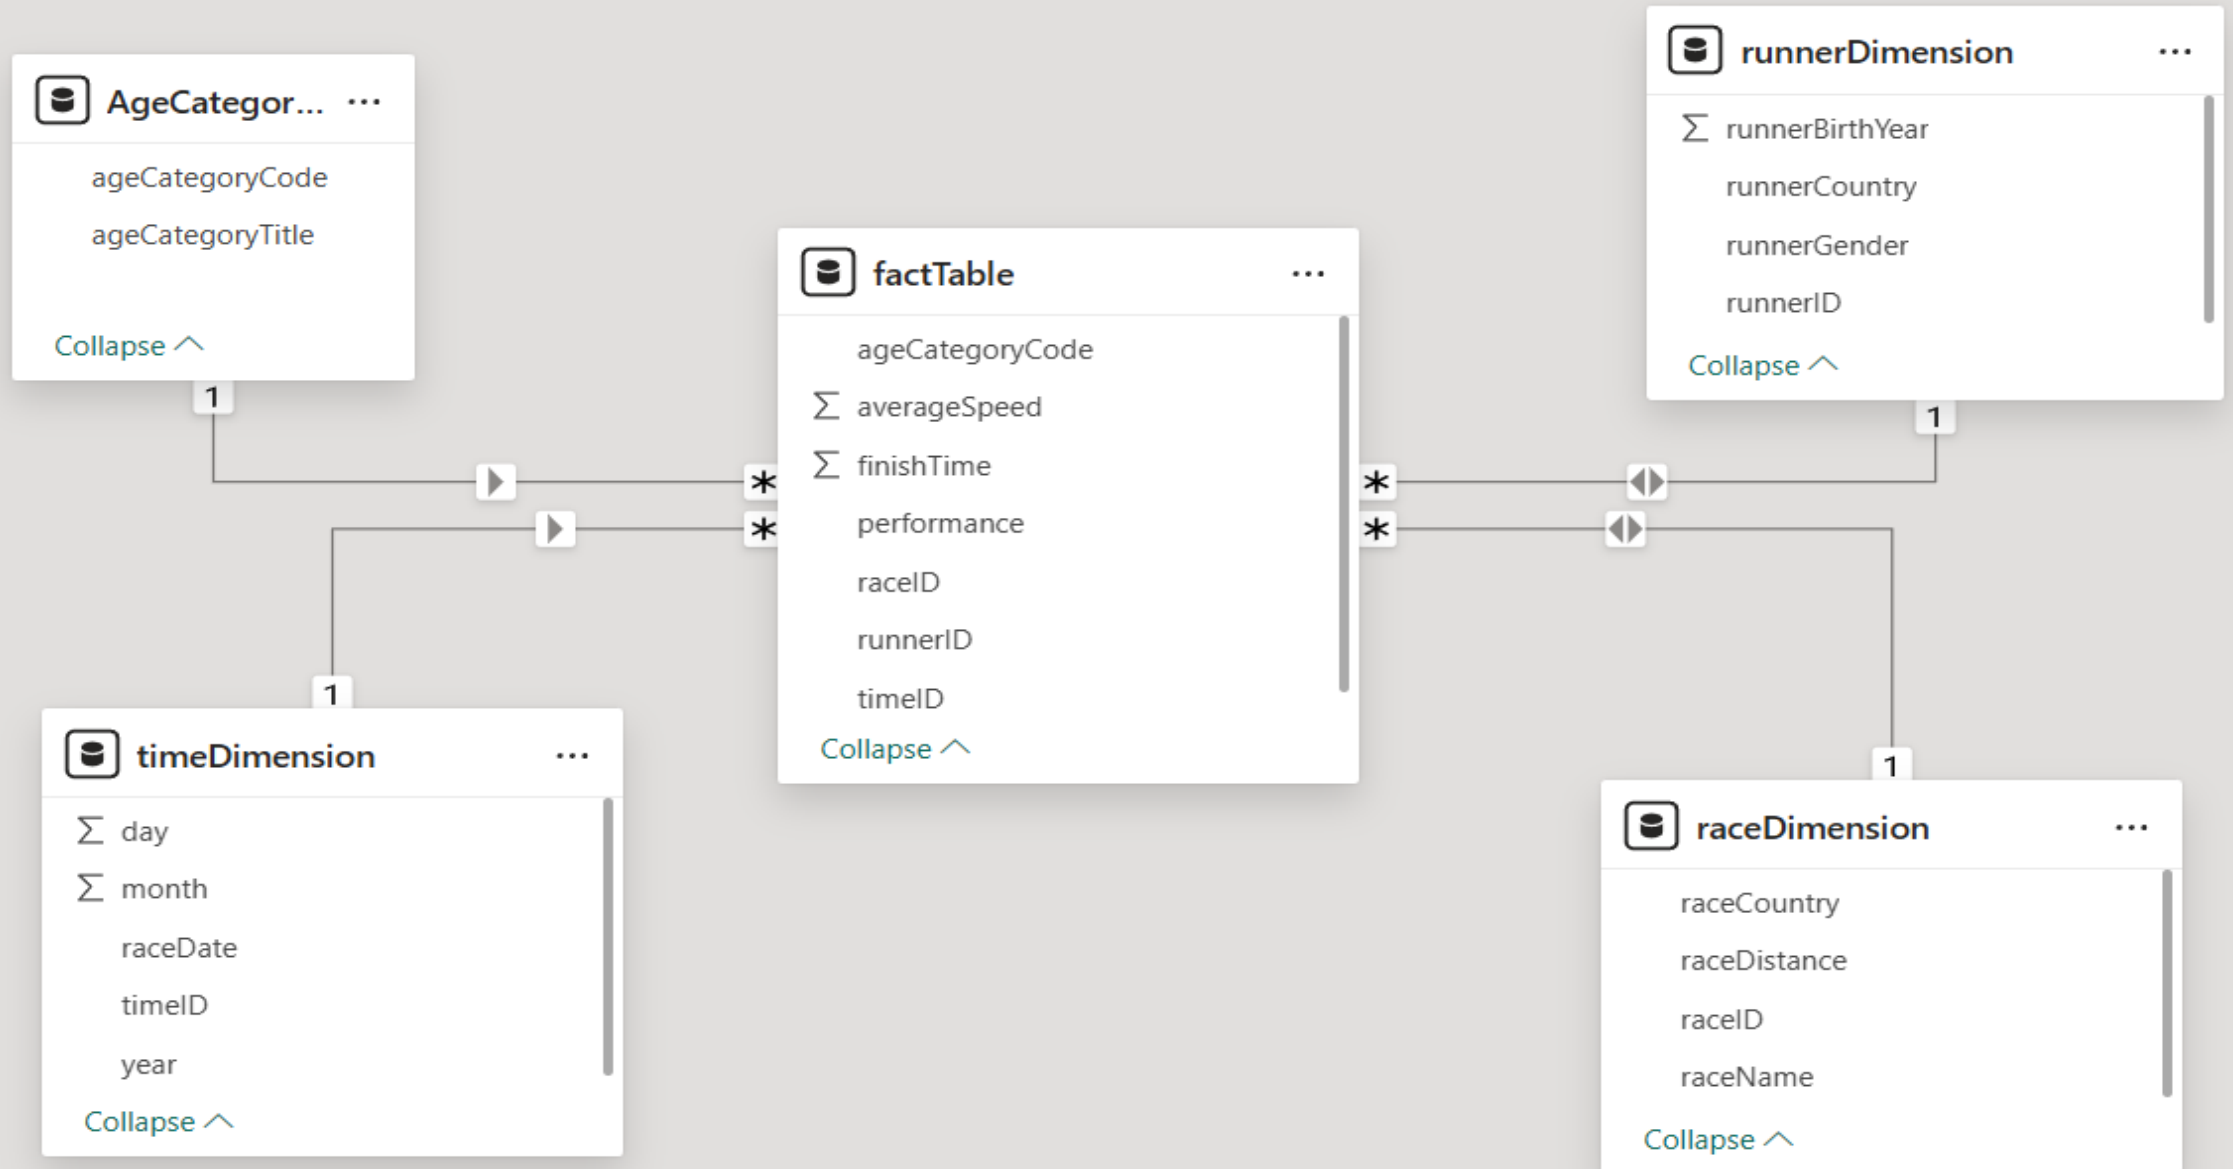 AgeCategor...
ageCategoryCode
ageCategoryTitle
Collapse
1
runnerDimension
runnerBirthYear
runnerCountry
runnerGender
runnerID
Collapse
1
factTable
ageCategoryCode
averageSpeed
finishTime
performance
raceID
runnerID
timeID
Collapse
*
*
*
*
1
timeDimension
day
month
raceDate
timeID
year
Collapse
1
raceDimension
raceCountry
raceDistance
raceID
raceName
Collapse